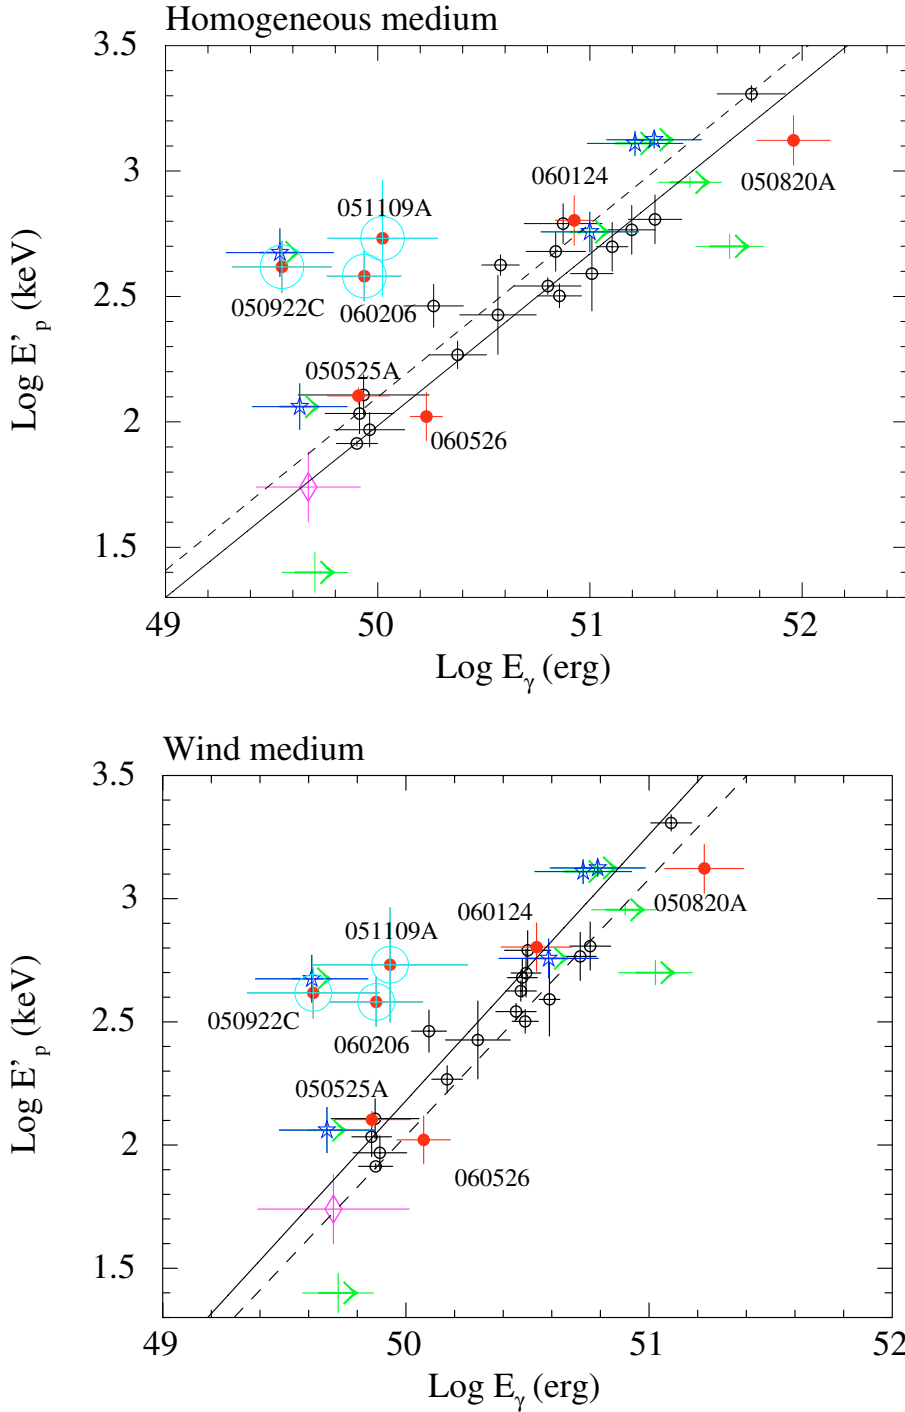 Homogeneous medium
3.5
3
2.5
2
1.5
Log E'p (keV)
060124
050820A
051109A
050922C
060206
050525A
060526
49
50
51
52
Log Eγ (erg)
Wind medium
3.5
3
2.5
2
1.5
Log E'p (keV)
060124
050820A
051109A
050922C
060206
050525A
060526
49
50
51
52
Log Eγ (erg)